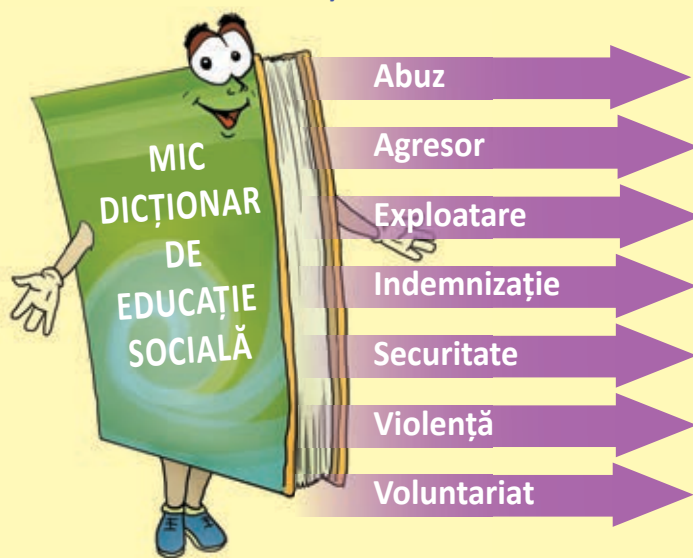 MIC
DICȚIONAR
DE
EDUCAȚIE
SOCIALĂ
Abuz
Agresor
Exploatare
Indemnizație
Securitate
Violență
Voluntariat